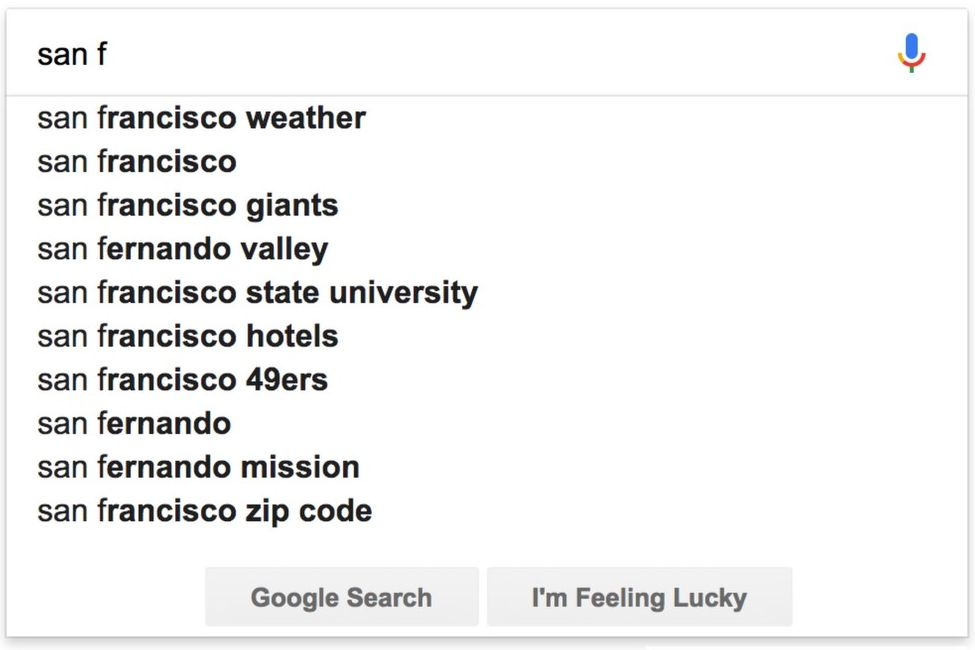 san f
san francisco weather
san francisco
san francisco giants
san fernando valley
san francisco state university
san francisco hotels
san francisco 49ers
san fernando
san fernando mission
san francisco zip code
Google Search I'm Feeling Lucky